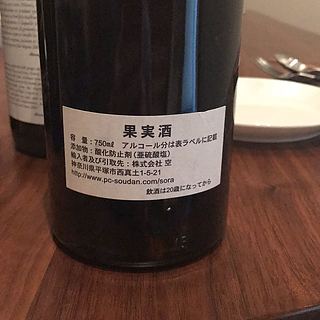 果実酒
容 量：750㎖ アルコール分は表ラベルに記載
添加物：酸化防止剤（亜硫酸塩）
輸入者及び引取先：株式会社 空
神奈川県平塚市西真土1-5-21
http://www.pc-soudan.com/sora
飲酒は20歳になってから